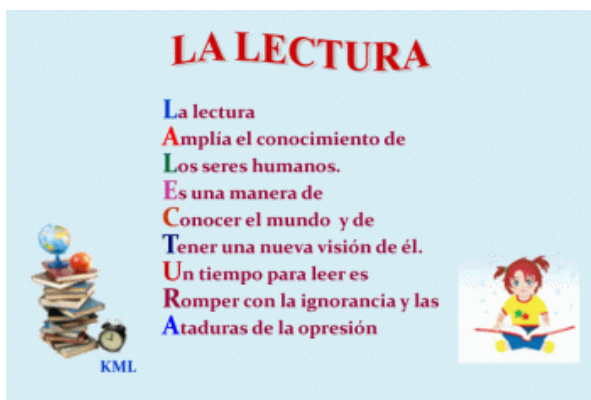 LA LECTURA
La lectura
Amplía el conocimiento de
Los seres humanos.
Es una manera de
Conocer el mundo y de
Tener una nueva visión de él.
Un tiempo para leer es
Romper con la ignorancia y las
Ataduras de la opresión
KML